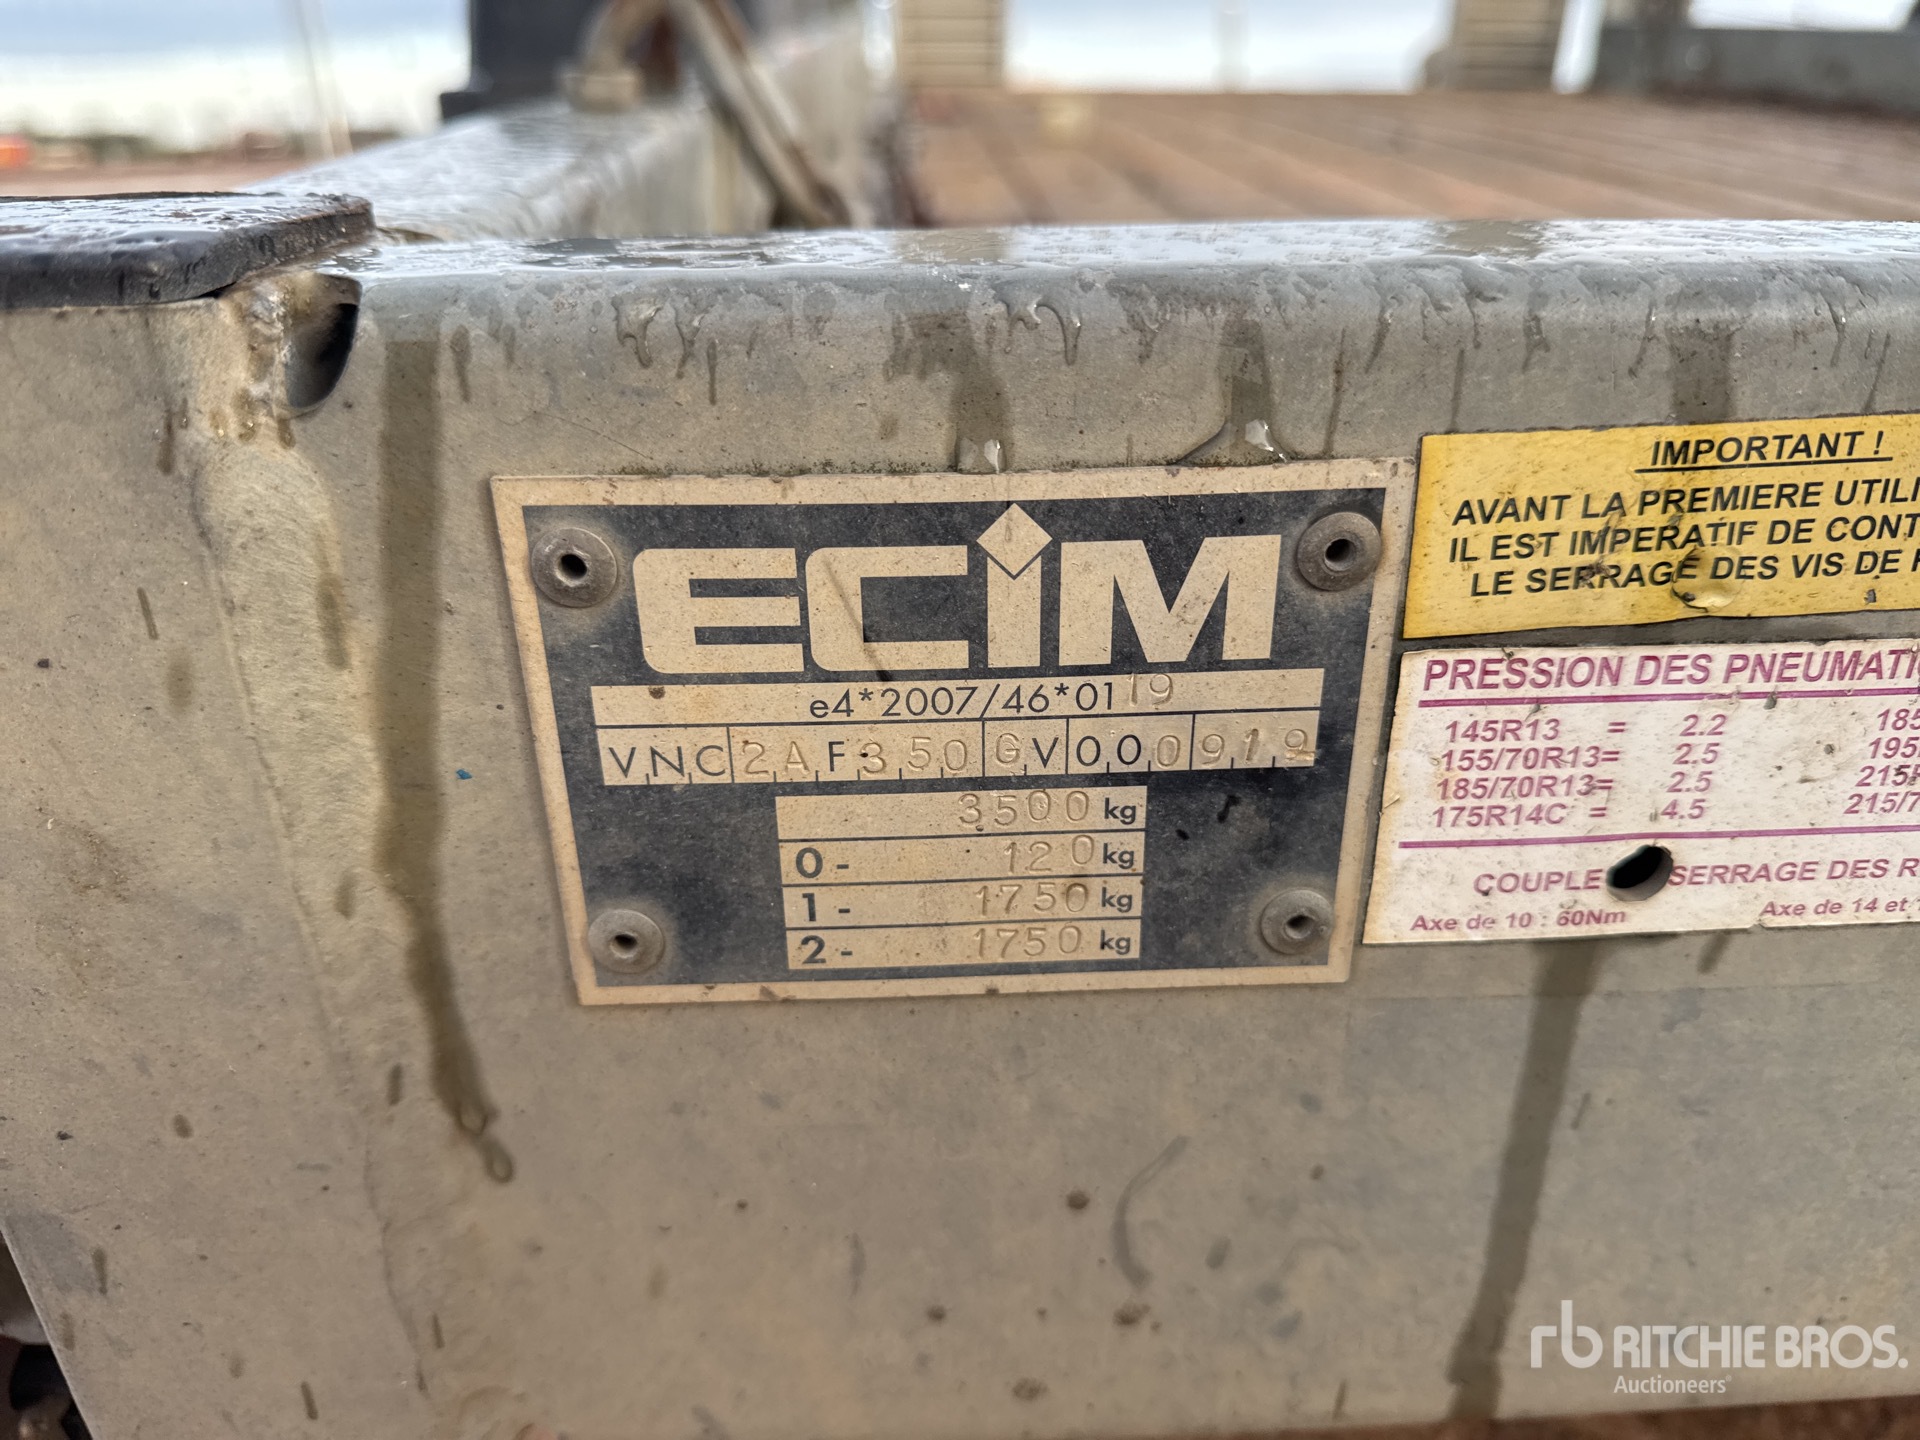 ECiM
e4*2007/46*0119
VNC2AF350GV000919
3500 kg
0- 120 kg
1- 1750 kg
2- 1750 kg
IMPORTANT !
AVANT LA PREMIERE
IL EST IMPERATIF DE
LE SERRAGE DES VIS DE
PRESSION DES
145R13 = 2.2
155/70R13= 2.5
185/70R13= 2.5
175R14C = 4.5
COUPLE SERRAGE DES
Axe de 10 : 60Nm Axe de 14 et
rb RITCHIE BROS.
Auctioneers